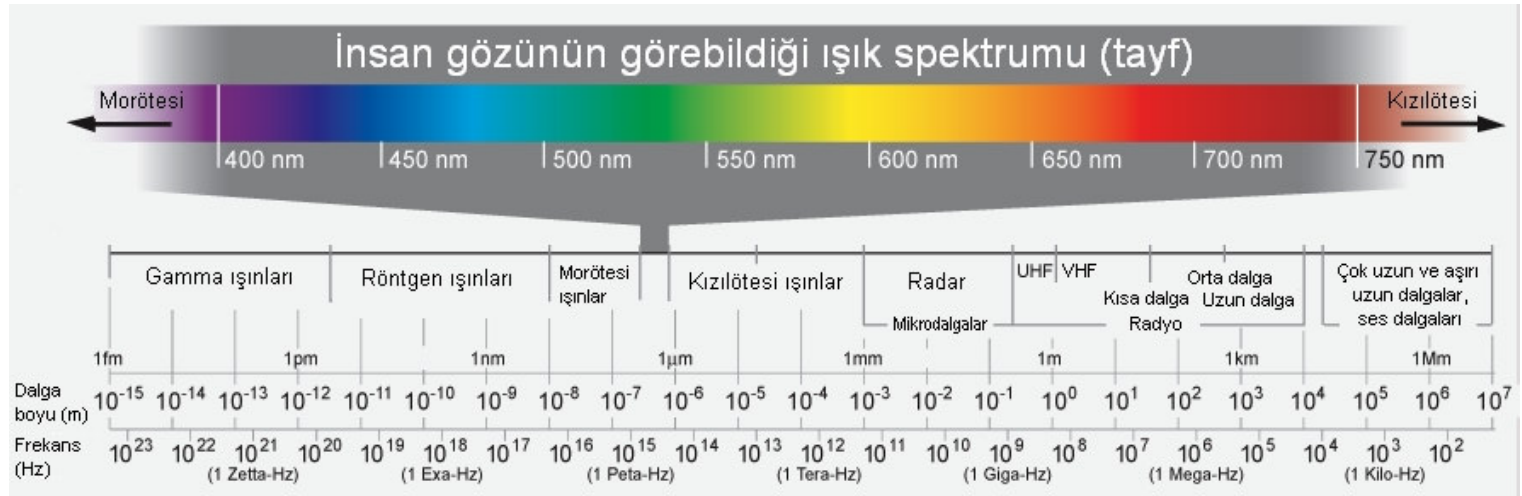 İnsan gözünün görebildiği ışık spektrumu (tayf)
Morötesi
Kızılötesi
400 nm 450 nm 500 nm 550 nm 600 nm 650 nm 700 nm 750 nm
Gamma ışınları
Röntgen ışınları
Morötesi
ışınlar
Kızılötesi ışınlar
Radar
Mikrodalgalar
UHF VHF
Kısa dalga
Radyo
Orta dalga
Uzun dalga
Çok uzun ve aşırı
uzun dalgalar,
ses dalgaları
1fm 1pm 1nm 1µm 1mm 1m 1km 1Mm
Dalga
boyu (m)
10⁻¹⁵ 10⁻¹⁴ 10⁻¹³ 10⁻¹² 10⁻¹¹ 10⁻¹⁰ 10⁻⁹ 10⁻⁸ 10⁻⁷ 10⁻⁶ 10⁻⁵ 10⁻⁴ 10⁻³ 10⁻² 10⁻¹ 10⁰ 10¹ 10² 10³ 10⁴ 10⁵ 10⁶ 10⁷
Frekans
(Hz)
10²³ 10²² 10²¹ 10²⁰ 10¹⁹ 10¹⁸ 10¹⁷ 10¹⁶ 10¹⁵ 10¹⁴ 10¹³ 10¹² 10¹¹ 10¹⁰ 10⁹ 10⁸ 10⁷ 10⁶ 10⁵ 10⁴ 10³ 10²
(1 Zetta-Hz) (1 Exa-Hz) (1 Peta-Hz) (1 Tera-Hz) (1 Giga-Hz) (1 Mega-Hz) (1 Kilo-Hz)